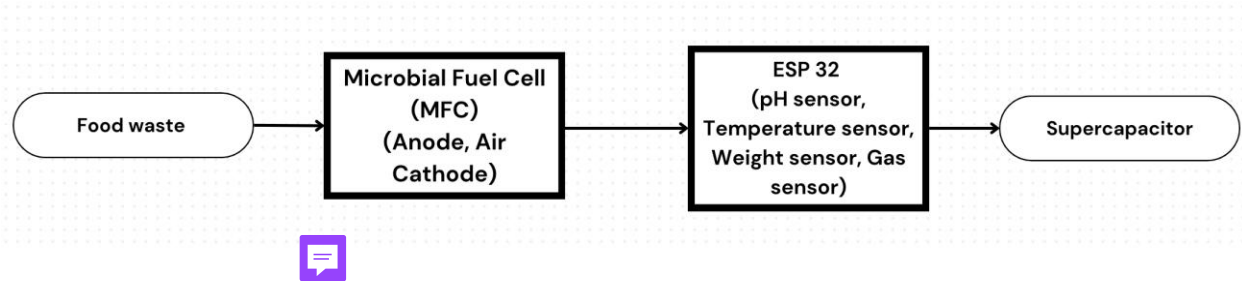 Food waste
Microbial Fuel Cell
(MFC)
(Anode, Air
Cathode)
ESP 32
(pH sensor,
Temperature sensor,
Weight sensor, Gas
sensor)
Supercapacitor